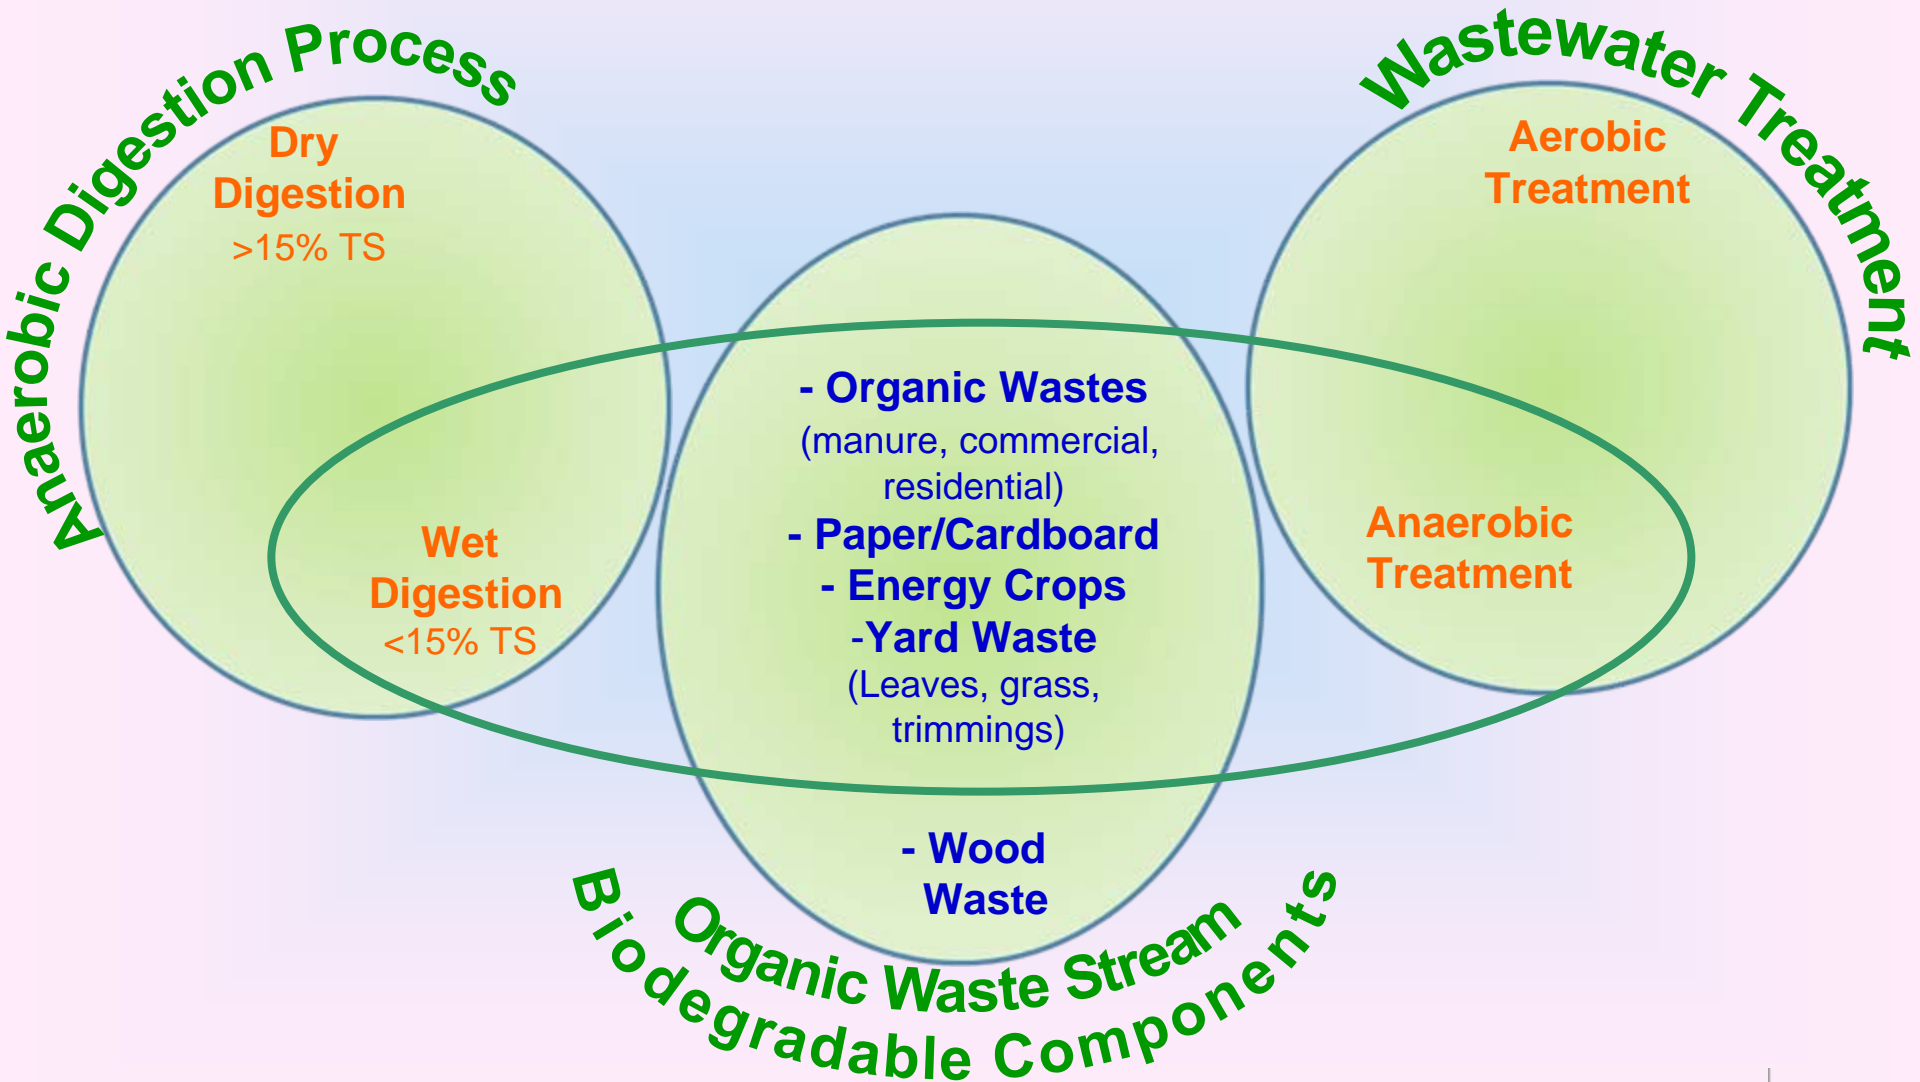 Anaerobic Digestion Process
Dry
Digestion
>15% TS
Wet
Digestion
<15% TS
- Organic Wastes
(manure, commercial,
residential)
- Paper/Cardboard
- Energy Crops
-Yard Waste
(Leaves, grass,
trimmings)
- Wood
Waste
Organic Waste Stream
Biodegradable Components
Wastewater Treatment
Aerobic
Treatment
Anaerobic
Treatment